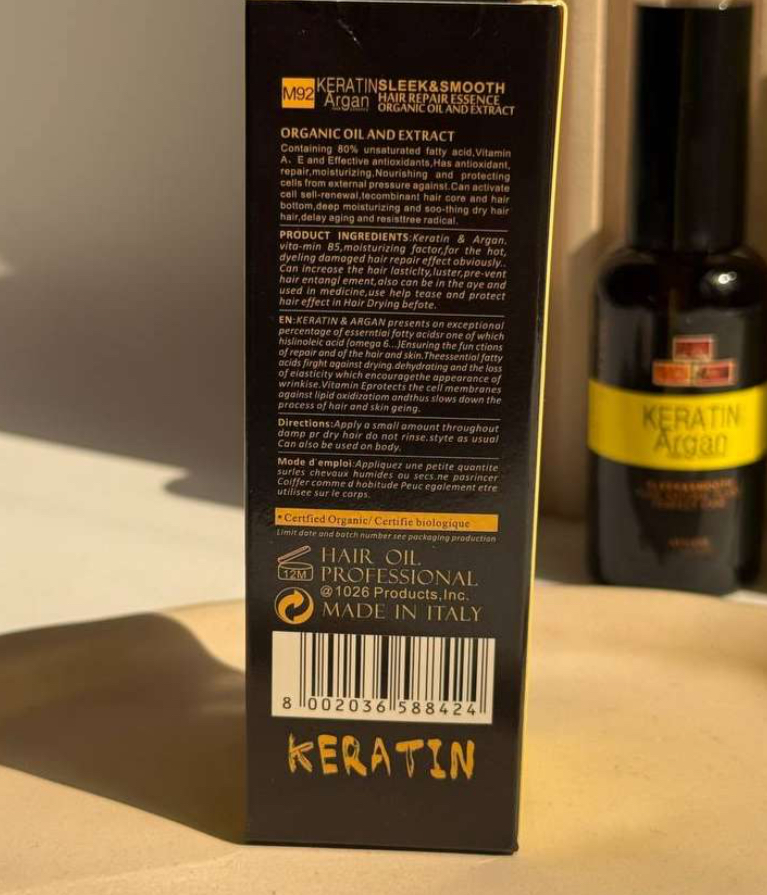 M92 KERATIN SLEEK&SMOOTH
Argan HAIR REPAIR ESSENCE
ORGANIC OIL AND EXTRACT
ORGANIC OIL AND EXTRACT
Containing 80% unsaturated fatty acid,Vitamin
A、E and Effective antioxidants,Has antioxidant,
repair,moisturizing,Nourishing and protecting
cells from external pressure against.Can activate
cell self-renewal,tecombinant hair core and hair
bottom,deep moisturizing and soo-thing dry hair
hair,delay aging and resisttree radical.
PRODUCT INGREDIENTS:Keratin & Argan.
vita-min B5,moisturizing factor,for the hot,
dyeling damaged hair repair effect obviously..
Can increase the hair lasticlty,luster,pre-vent
hair entangl ement,also can be in the aye and
used in medicine,use help tease and protect
hair effect in Hair Drying befote.
EN:KERATIN & ARGAN presents on exceptional
percentage of esserntial fatty acidsr one of which
hislinoleic acid (omega 6...)Ensuring the fun ctions
of repair and of the hair and skin.Theessential fatty
acids firght against drying.dehydrating and the loss
of eiasticity which encouragethe appearance of
wrinkise.Vitamin Eprotects the cell membranes
against lipid oxidizatiom andthus slows down the
process of hair and skin geing.
Directions:Apply a small amount throughout
damp pr dry hair do not rinse.styte as usual
Can also be used on body.
Mode d'emploi:Appliquez une petite quantite
surles chevoux humides ou secs.ne pasrincer
Coiffer comme d habitude Peuc egalement etre
utilisee sur le corps.
• Certfied Organic/ Certifie biologique
Limit date and batch number see packaging production
12M HAIR OIL
PROFESSIONAL
@1026 Products,Inc.
MADE IN ITALY
8 002036 588424
KERATIN
KERATIN
Argan